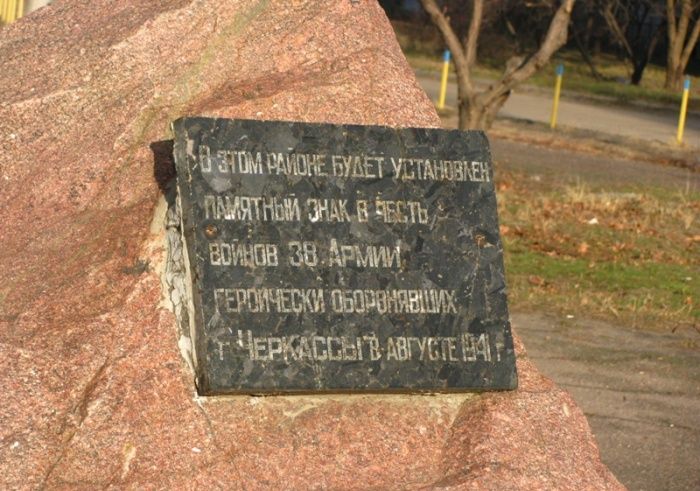 В этом районе будет установлен
памятный знак в честь
воинов 38 Армии,
героически оборонявших
г Черкассы в августе 1941 г